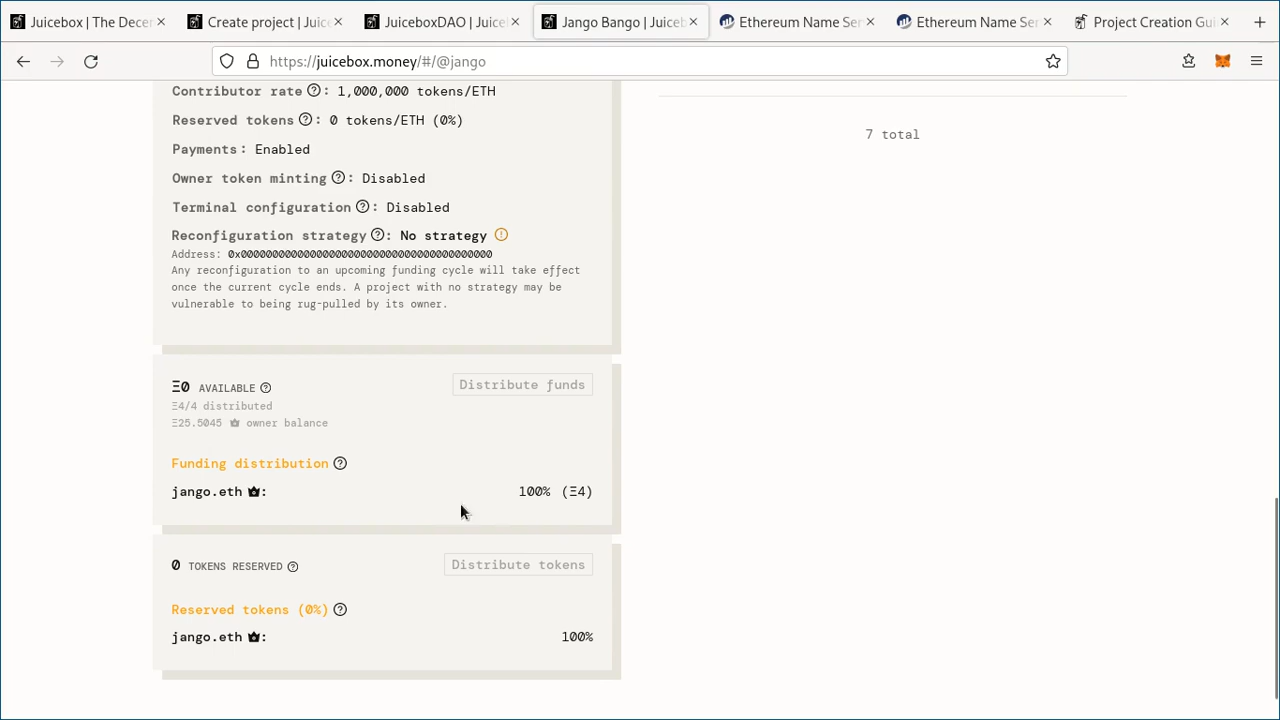 Juicebox | The Decer
Create project | Juice
JuiceboxDAO | Juicel
Jango Bango | Juiceb
Ethereum Name Ser
Ethereum Name Ser
Project Creation Gui
https://juicebox.money/#/@jango
Contributor rate : 1,000,000 tokens/ETH
Reserved tokens : 0 tokens/ETH (0%)
Payments: Enabled
Owner token minting : Disabled
Terminal configuration : Disabled
Reconfiguration strategy : No strategy
Address: 0x0000000000000000000000000000000000000000
Any reconfiguration to an upcoming funding cycle will take effect
once the current cycle ends. A project with no strategy may be
vulnerable to being rug-pulled by its owner.
Ξ0 AVAILABLE
Distribute funds
Ξ4/4 distributed
Ξ25.5045 owner balance
Funding distribution
jango.eth : 100% (Ξ4)
0 TOKENS RESERVED
Distribute tokens
Reserved tokens (0%)
jango.eth : 100%
7 total